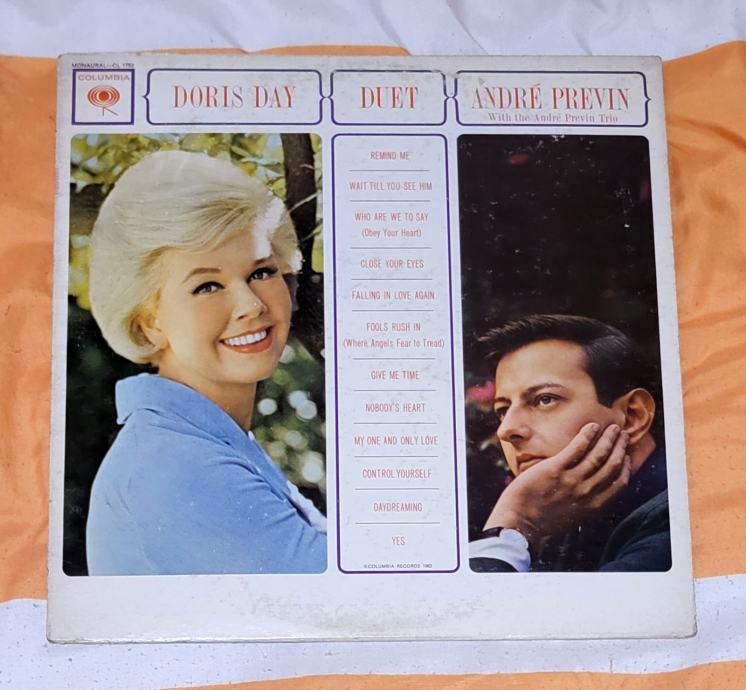 MONAURAL—CL 1752
COLUMBIA
DORIS DAY
DUET
ANDRÉ PREVIN
With the André Previn Trio
REMIND ME
WAIT TILL YOU SEE HIM
WHO ARE WE TO SAY
(Obey Your Heart)
CLOSE YOUR EYES
FALLING IN LOVE AGAIN
FOOLS RUSH IN
(Where Angels Fear to Tread)
GIVE ME TIME
NOBODY'S HEART
MY ONE AND ONLY LOVE
CONTROL YOURSELF
DAYDREAMING
YES
©COLUMBIA RECORDS 1962